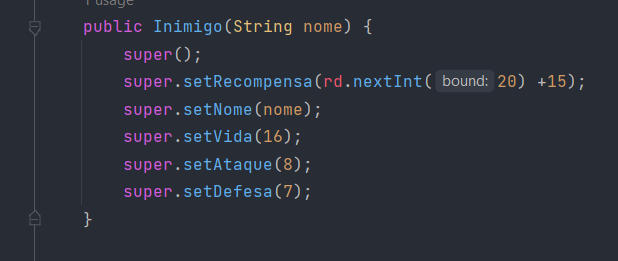 1 usage
public Inimigo(String nome) {
super();
super.setRecompensa(rd.nextInt( bound: 20) +15);
super.setNome(nome);
super.setVida(16);
super.setAtaque(8);
super.setDefesa(7);
}